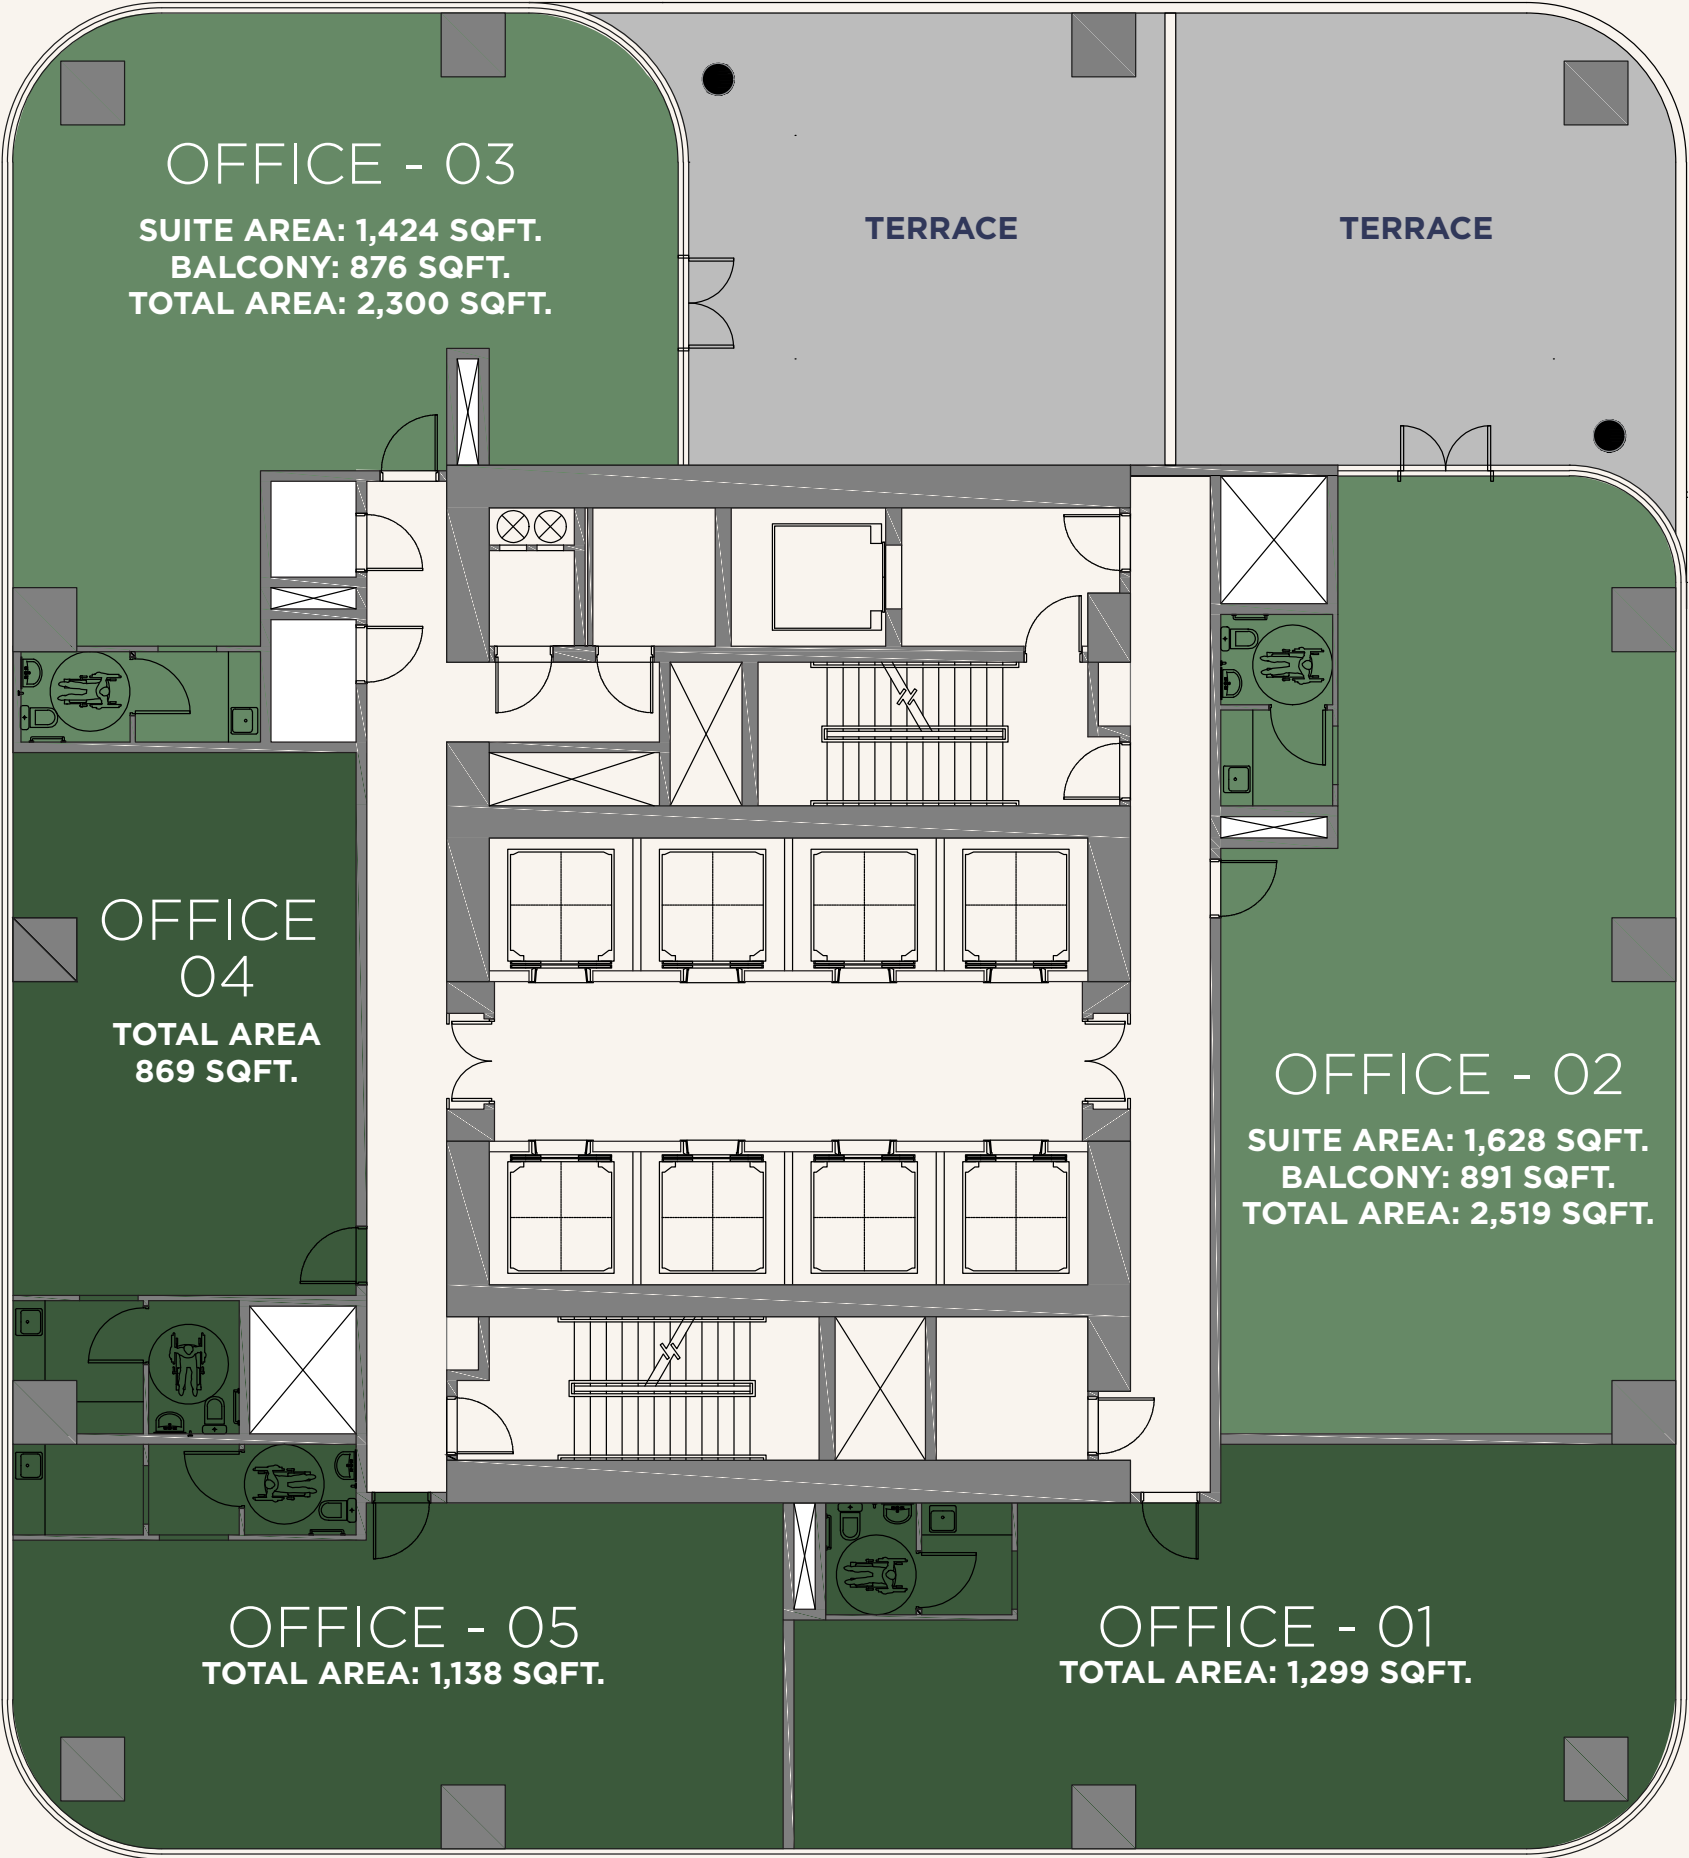 OFFICE - 03
SUITE AREA: 1,424 SQFT.
BALCONY: 876 SQFT.
TOTAL AREA: 2,300 SQFT.
TERRACE
TERRACE
OFFICE
04
TOTAL AREA
869 SQFT.
OFFICE - 02
SUITE AREA: 1,628 SQFT.
BALCONY: 891 SQFT.
TOTAL AREA: 2,519 SQFT.
OFFICE - 05
TOTAL AREA: 1,138 SQFT.
OFFICE - 01
TOTAL AREA: 1,299 SQFT.